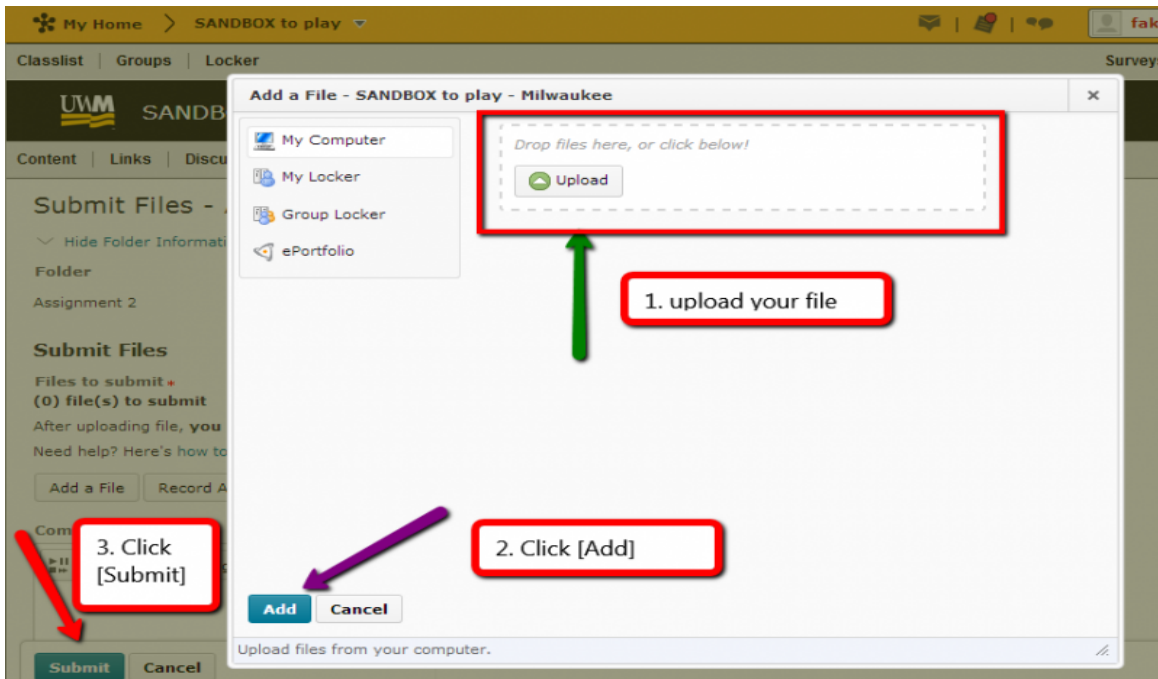 My Home > SANDBOX to play
fak
Classlist | Groups | Locker
Survey
UWM SANDB
Content | Links | Discu
Submit Files -
Hide Folder Informati
Folder
Assignment 2
Submit Files
Files to submit *
(0) file(s) to submit
After uploading file, you
Need help? Here's how to
Add a File
Record A
Com
Submit
Cancel
Add a File - SANDBOX to play - Milwaukee
×
My Computer
My Locker
Group Locker
ePortfolio
Drop files here, or click below!
Upload
1. upload your file
2. Click [Add]
3. Click
[Submit]
Add
Cancel
Upload files from your computer.